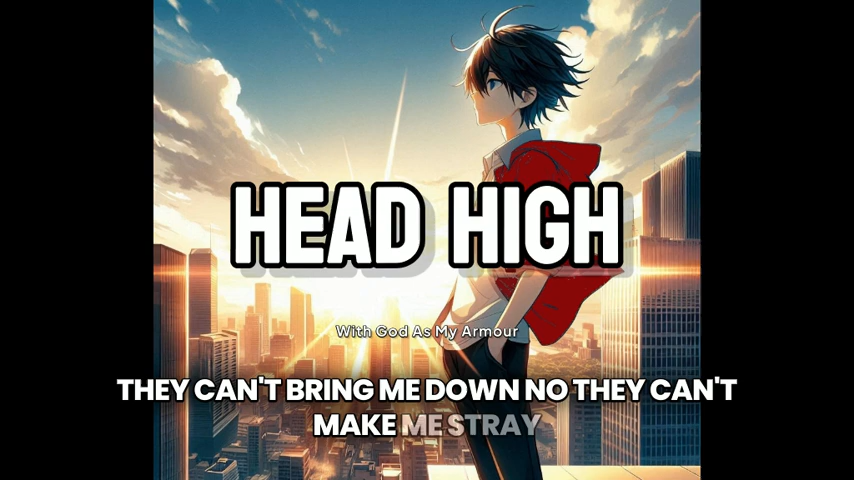 HEAD HIGH
With God As My Armour
THEY CAN'T BRING ME DOWN NO THEY CAN'T
MAKE ME STRAY